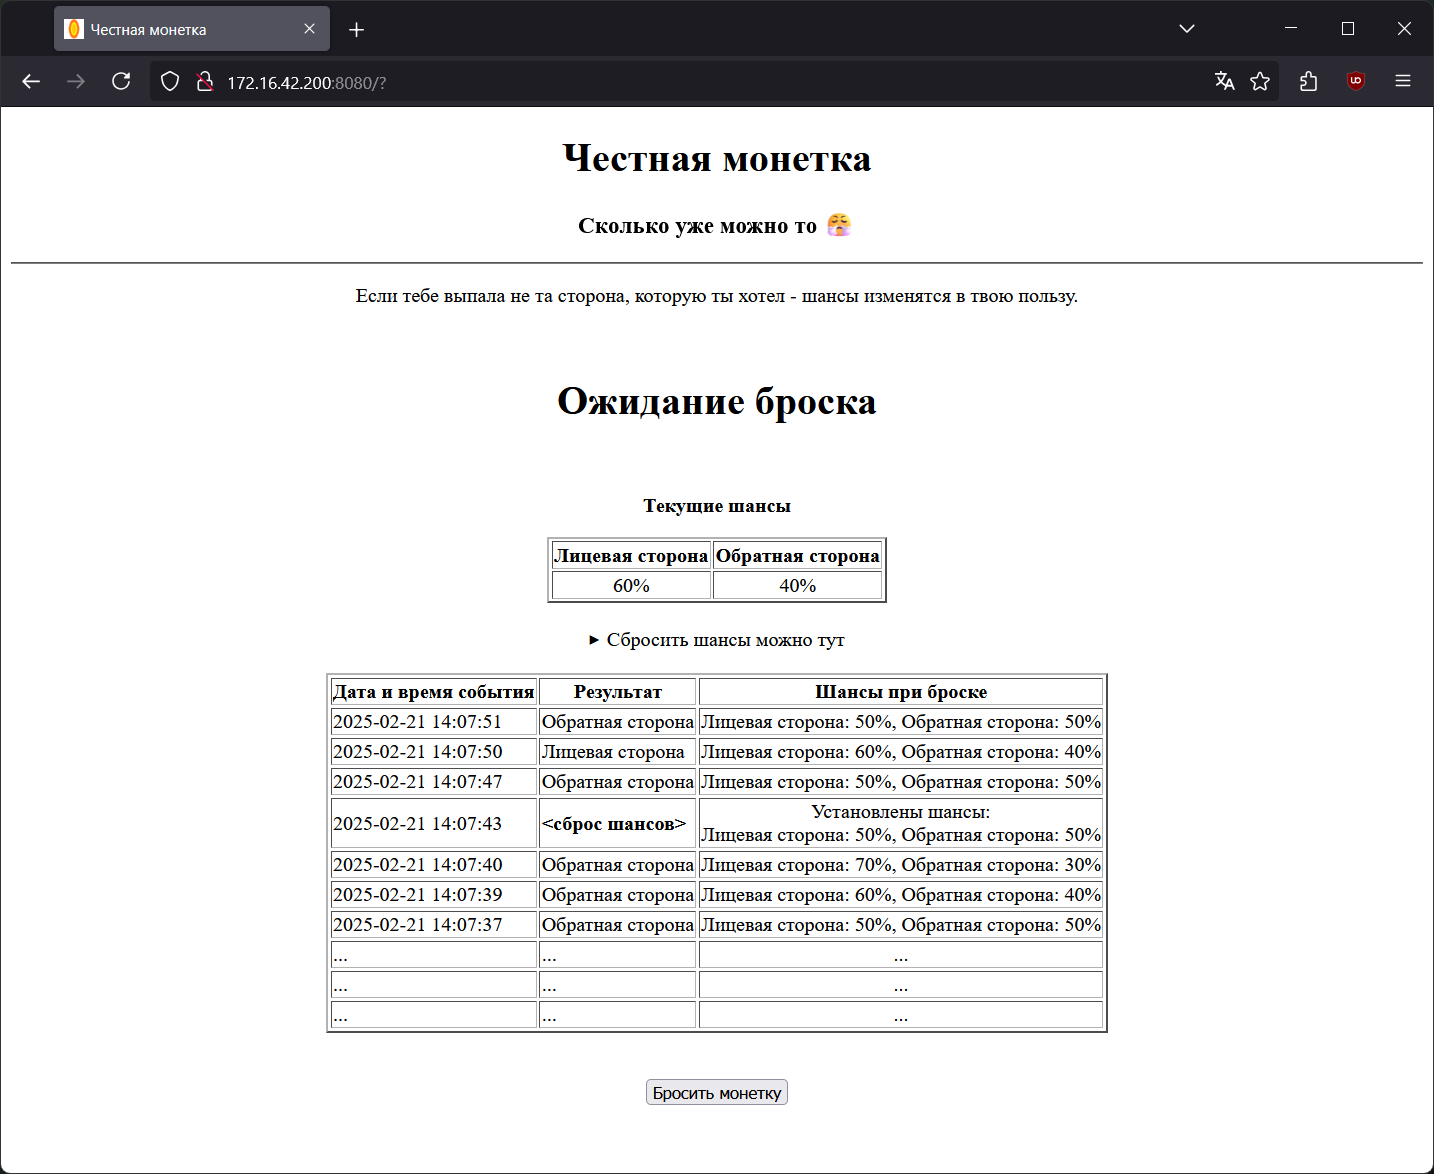 Честная монетка
172.16.42.200:8080/?
Честная монетка
Сколько уже можно то 😤
Если тебе выпала не та сторона, которую ты хотел - шансы изменятся в твою пользу.
Ожидание броска
Текущие шансы
Лицевая сторона Обратная сторона
60% 40%
► Сбросить шансы можно тут
Дата и время события Результат Шансы при броске
2025-02-21 14:07:51 Обратная сторона Лицевая сторона: 50%, Обратная сторона: 50%
2025-02-21 14:07:50 Лицевая сторона Лицевая сторона: 60%, Обратная сторона: 40%
2025-02-21 14:07:47 Обратная сторона Лицевая сторона: 50%, Обратная сторона: 50%
2025-02-21 14:07:43 <сброс шансов> Установлены шансы:
Лицевая сторона: 50%, Обратная сторона: 50%
2025-02-21 14:07:40 Обратная сторона Лицевая сторона: 70%, Обратная сторона: 30%
2025-02-21 14:07:39 Обратная сторона Лицевая сторона: 60%, Обратная сторона: 40%
2025-02-21 14:07:37 Обратная сторона Лицевая сторона: 50%, Обратная сторона: 50%
... ... ...
... ... ...
... ... ...
Бросить монетку